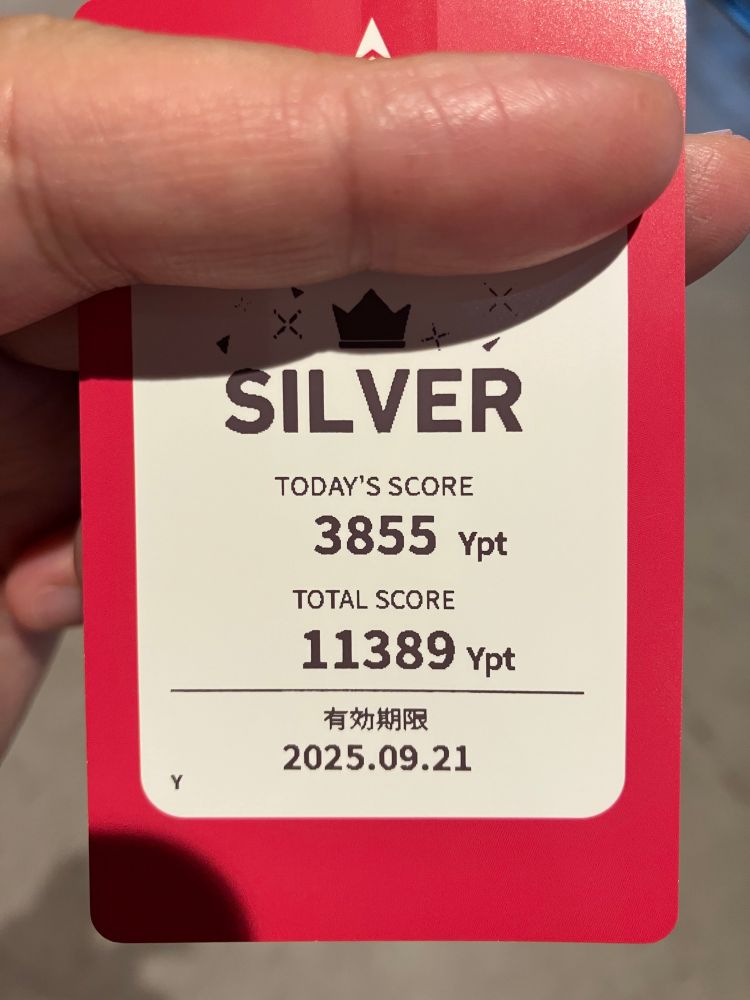 SILVER
TODAY'S SCORE
3855 Ypt
TOTAL SCORE
11389 Ypt
有効期限
2025.09.21
Y